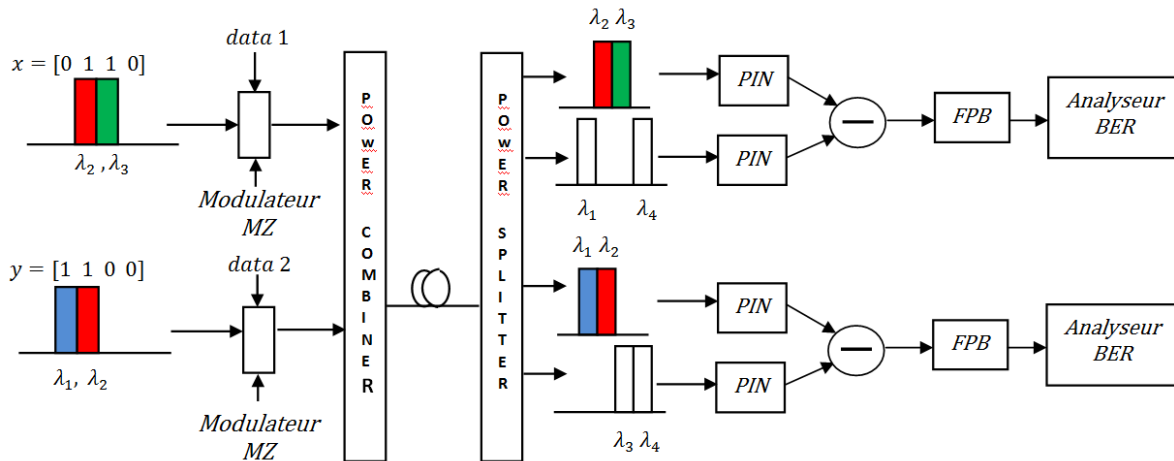 x = [0 1 1 0]
λ2 , λ3
data 1
Modulateur
MZ
y = [1 1 0 0]
λ1, λ2
data 2
Modulateur
MZ
POwER COMBINER
POwER SPLITTER
λ2 λ3
λ1
λ4
PIN
PIN
FPB
Analyseur
BER
λ1 λ2
λ3 λ4
PIN
PIN
FPB
Analyseur
BER